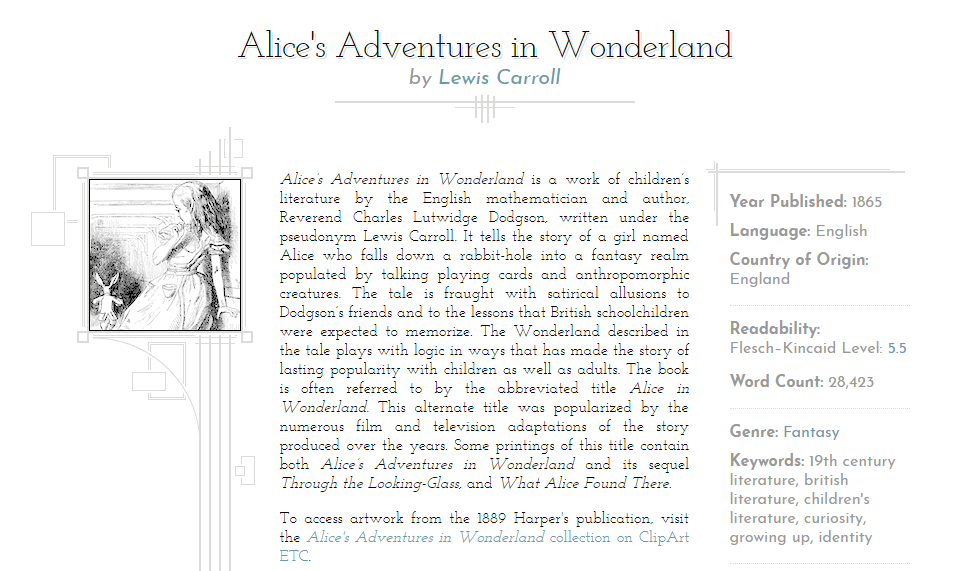 Alice's Adventures in Wonderland
by Lewis Carroll
Alice's Adventures in Wonderland is a work of children's
literature by the English mathematician and author,
Reverend Charles Lutwidge Dodgson, written under the
pseudonym Lewis Carroll. It tells the story of a girl named
Alice who falls down a rabbit-hole into a fantasy realm
populated by talking playing cards and anthropomorphic
creatures. The tale is fraught with satirical allusions to
Dodgson's friends and to the lessons that British schoolchildren
were expected to memorize. The Wonderland described in
the tale plays with logic in ways that has made the story of
lasting popularity with children as well as adults. The book
is often referred to by the abbreviated title Alice in
Wonderland. This alternate title was popularized by the
numerous film and television adaptations of the story
produced over the years. Some printings of this title contain
both Alice's Adventures in Wonderland and its sequel
Through the Looking-Glass, and What Alice Found There.
To access artwork from the 1889 Harper's publication, visit
the Alice's Adventures in Wonderland collection on ClipArt
ETC.
Year Published: 1865
Language: English
Country of Origin:
England
Readability:
Flesch–Kincaid Level: 5.5
Word Count: 28,423
Genre: Fantasy
Keywords: 19th century
literature, british
literature, children's
literature, curiosity,
growing up, identity